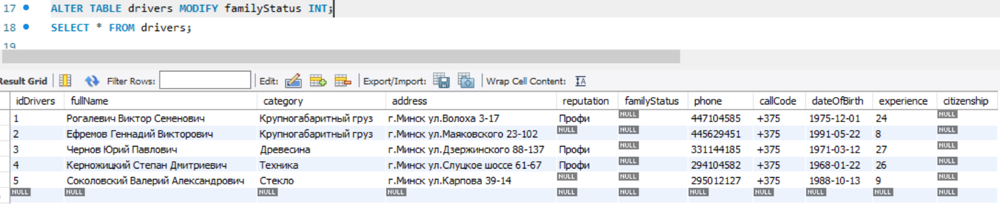 17 ALTER TABLE drivers MODIFY familyStatus INT;
18 SELECT * FROM drivers;
19
Result Grid Filter Rows: Edit: Export/Import: Wrap Cell Content: IA
idDrivers fullName category address reputation familyStatus phone callCode dateOfBirth experience citizenship
1 Рогалевич Виктор Семенович Крупногабаритный груз г.Минск ул.Волоха 3-17 Профи NULL 447104585 +375 1975-12-01 24 NULL
2 Ефремов Геннадий Викторович Крупногабаритный груз г.Минск ул.Маяковского 23-102 NULL NULL 445629451 +375 1991-05-22 8 NULL
3 Чернов Юрий Павлович Древесина г.Минск ул.Дзержинского 88-137 Профи NULL 331144185 +375 1971-03-12 27 NULL
4 Керножицкий Степан Дмитриевич Техника г.Минск ул.Слуцкое шоссе 61-67 Профи NULL 294104582 +375 1968-01-22 26 NULL
5 Соколовский Валерий Александрович Стекло г.Минск ул.Карпова 39-14 NULL NULL 295012127 +375 1988-10-13 9 NULL
NULL NULL NULL NULL NULL NULL NULL NULL NULL NULL NULL